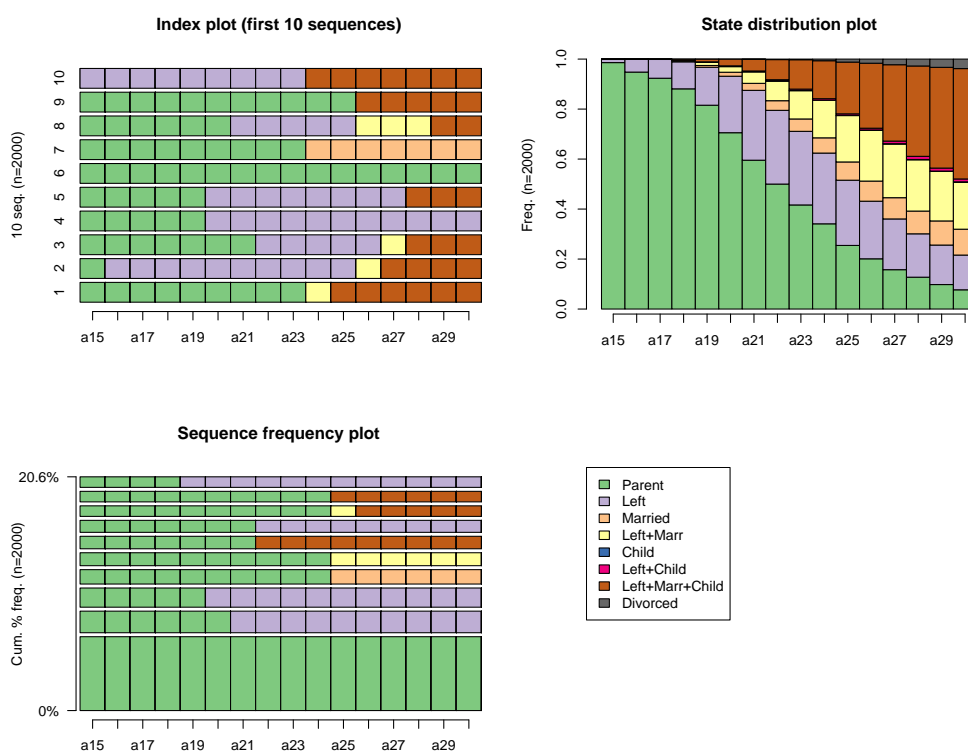 Index plot (first 10 sequences)
10 seq. (n=2000)
10
9
8
7
6
5
4
3
2
1
a15 a17 a19 a21 a23 a25 a27 a29
State distribution plot
Freq. (n=2000)
1.0
0.8
0.6
0.4
0.2
0.0
a15 a17 a19 a21 a23 a25 a27 a29
Sequence frequency plot
Cum. % freq. (n=2000)
20.6%
0%
a15 a17 a19 a21 a23 a25 a27 a29
Parent
Left
Married
Left+Marr
Child
Left+Child
Left+Marr+Child
Divorced